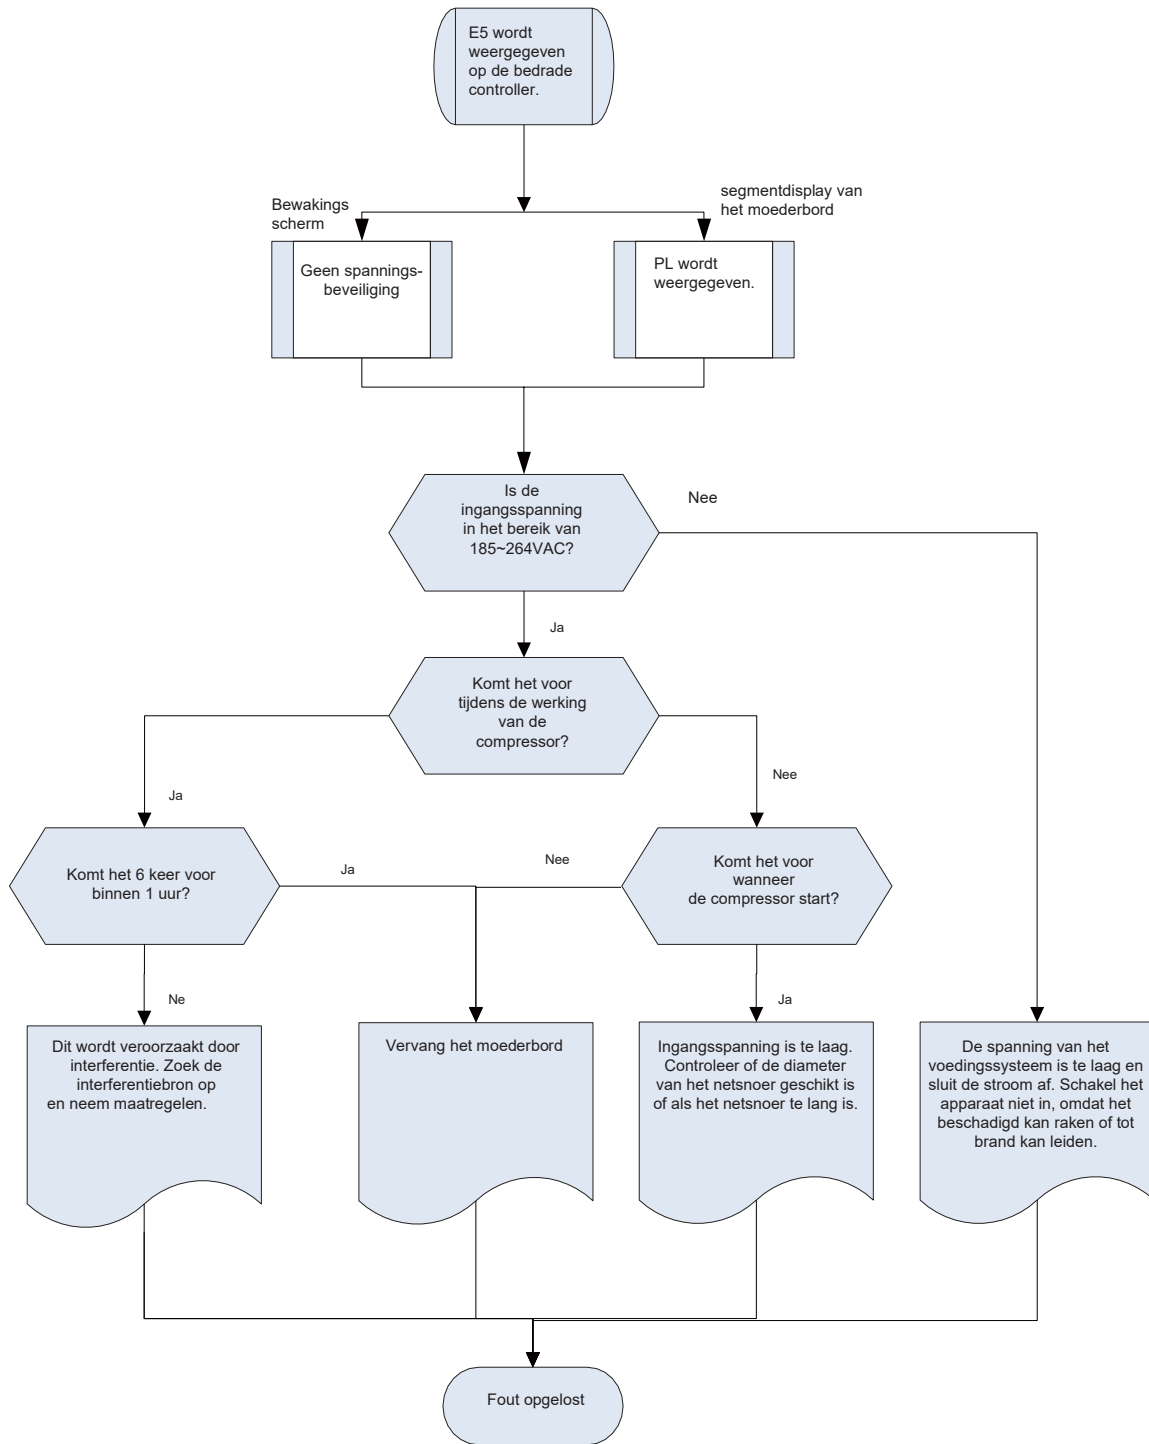 E5 wordt
weergegeven
op de bedrade
controller.
Bewakings
scherm
segmentdisplay van
het moederbord
Geen spannings-
beveiliging
PL wordt
weergegeven.
Is de
ingangsspanning
in het bereik van
185~264VAC?
Nee
Ja
Komt het voor
tijdens de werking
van de
compressor?
Ja
Nee
Komt het 6 keer voor
binnen 1 uur?
Ja
Nee
Komt het voor
wanneer
de compressor start?
Ne
Ja
Dit wordt veroorzaakt door
interferentie. Zoek de
interferentiebron op
en neem maatregelen.
Vervang het moederbord
Ingangsspanning is te laag.
Controleer of de diameter
van het netsnoer geschikt is
of als het netsnoer te lang is.
De spanning van het
voedingssysteem is te laag en
sluit de stroom af. Schakel het
apparaat niet in, omdat het
beschadigd kan raken of tot
brand kan leiden.
Fout opgelost